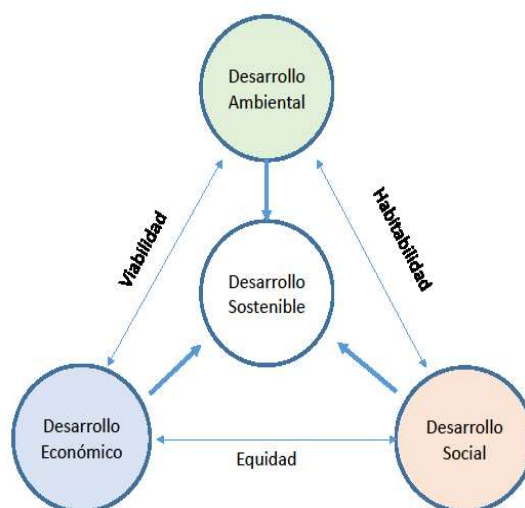 Desarrollo
Ambiental
Viabilidad
Habitabilidad
Desarrollo
Sostenible
Desarrollo
Económico
Equidad
Desarrollo
Social